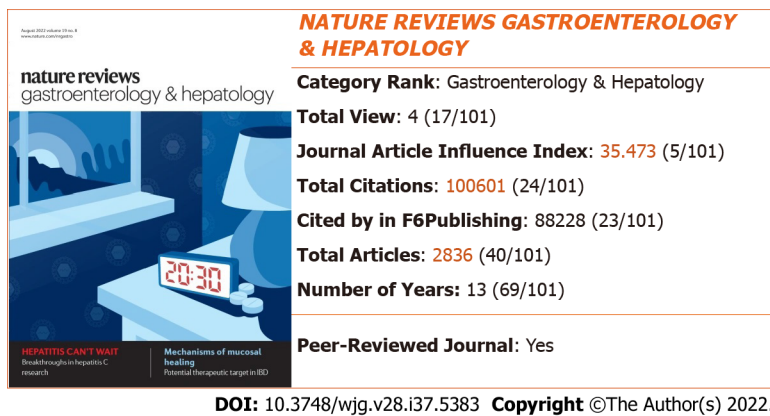 August 2022 volume 19 no. 8
www.nature.com/nrgastro
nature reviews
gastroenterology & hepatology
20:30
HEPATITIS CAN'T WAIT
Breakthroughs in hepatitis C
research
Mechanisms of mucosal
healing
Potential therapeutic target in IBD
NATURE REVIEWS GASTROENTEROLOGY
& HEPATOLOGY
Category Rank: Gastroenterology & Hepatology
Total View: 4 (17/101)
Journal Article Influence Index: 35.473 (5/101)
Total Citations: 100601 (24/101)
Cited by in F6Publishing: 88228 (23/101)
Total Articles: 2836 (40/101)
Number of Years: 13 (69/101)
Peer-Reviewed Journal: Yes
DOI: 10.3748/wjg.v28.i37.5383 Copyright ©The Author(s) 2022.